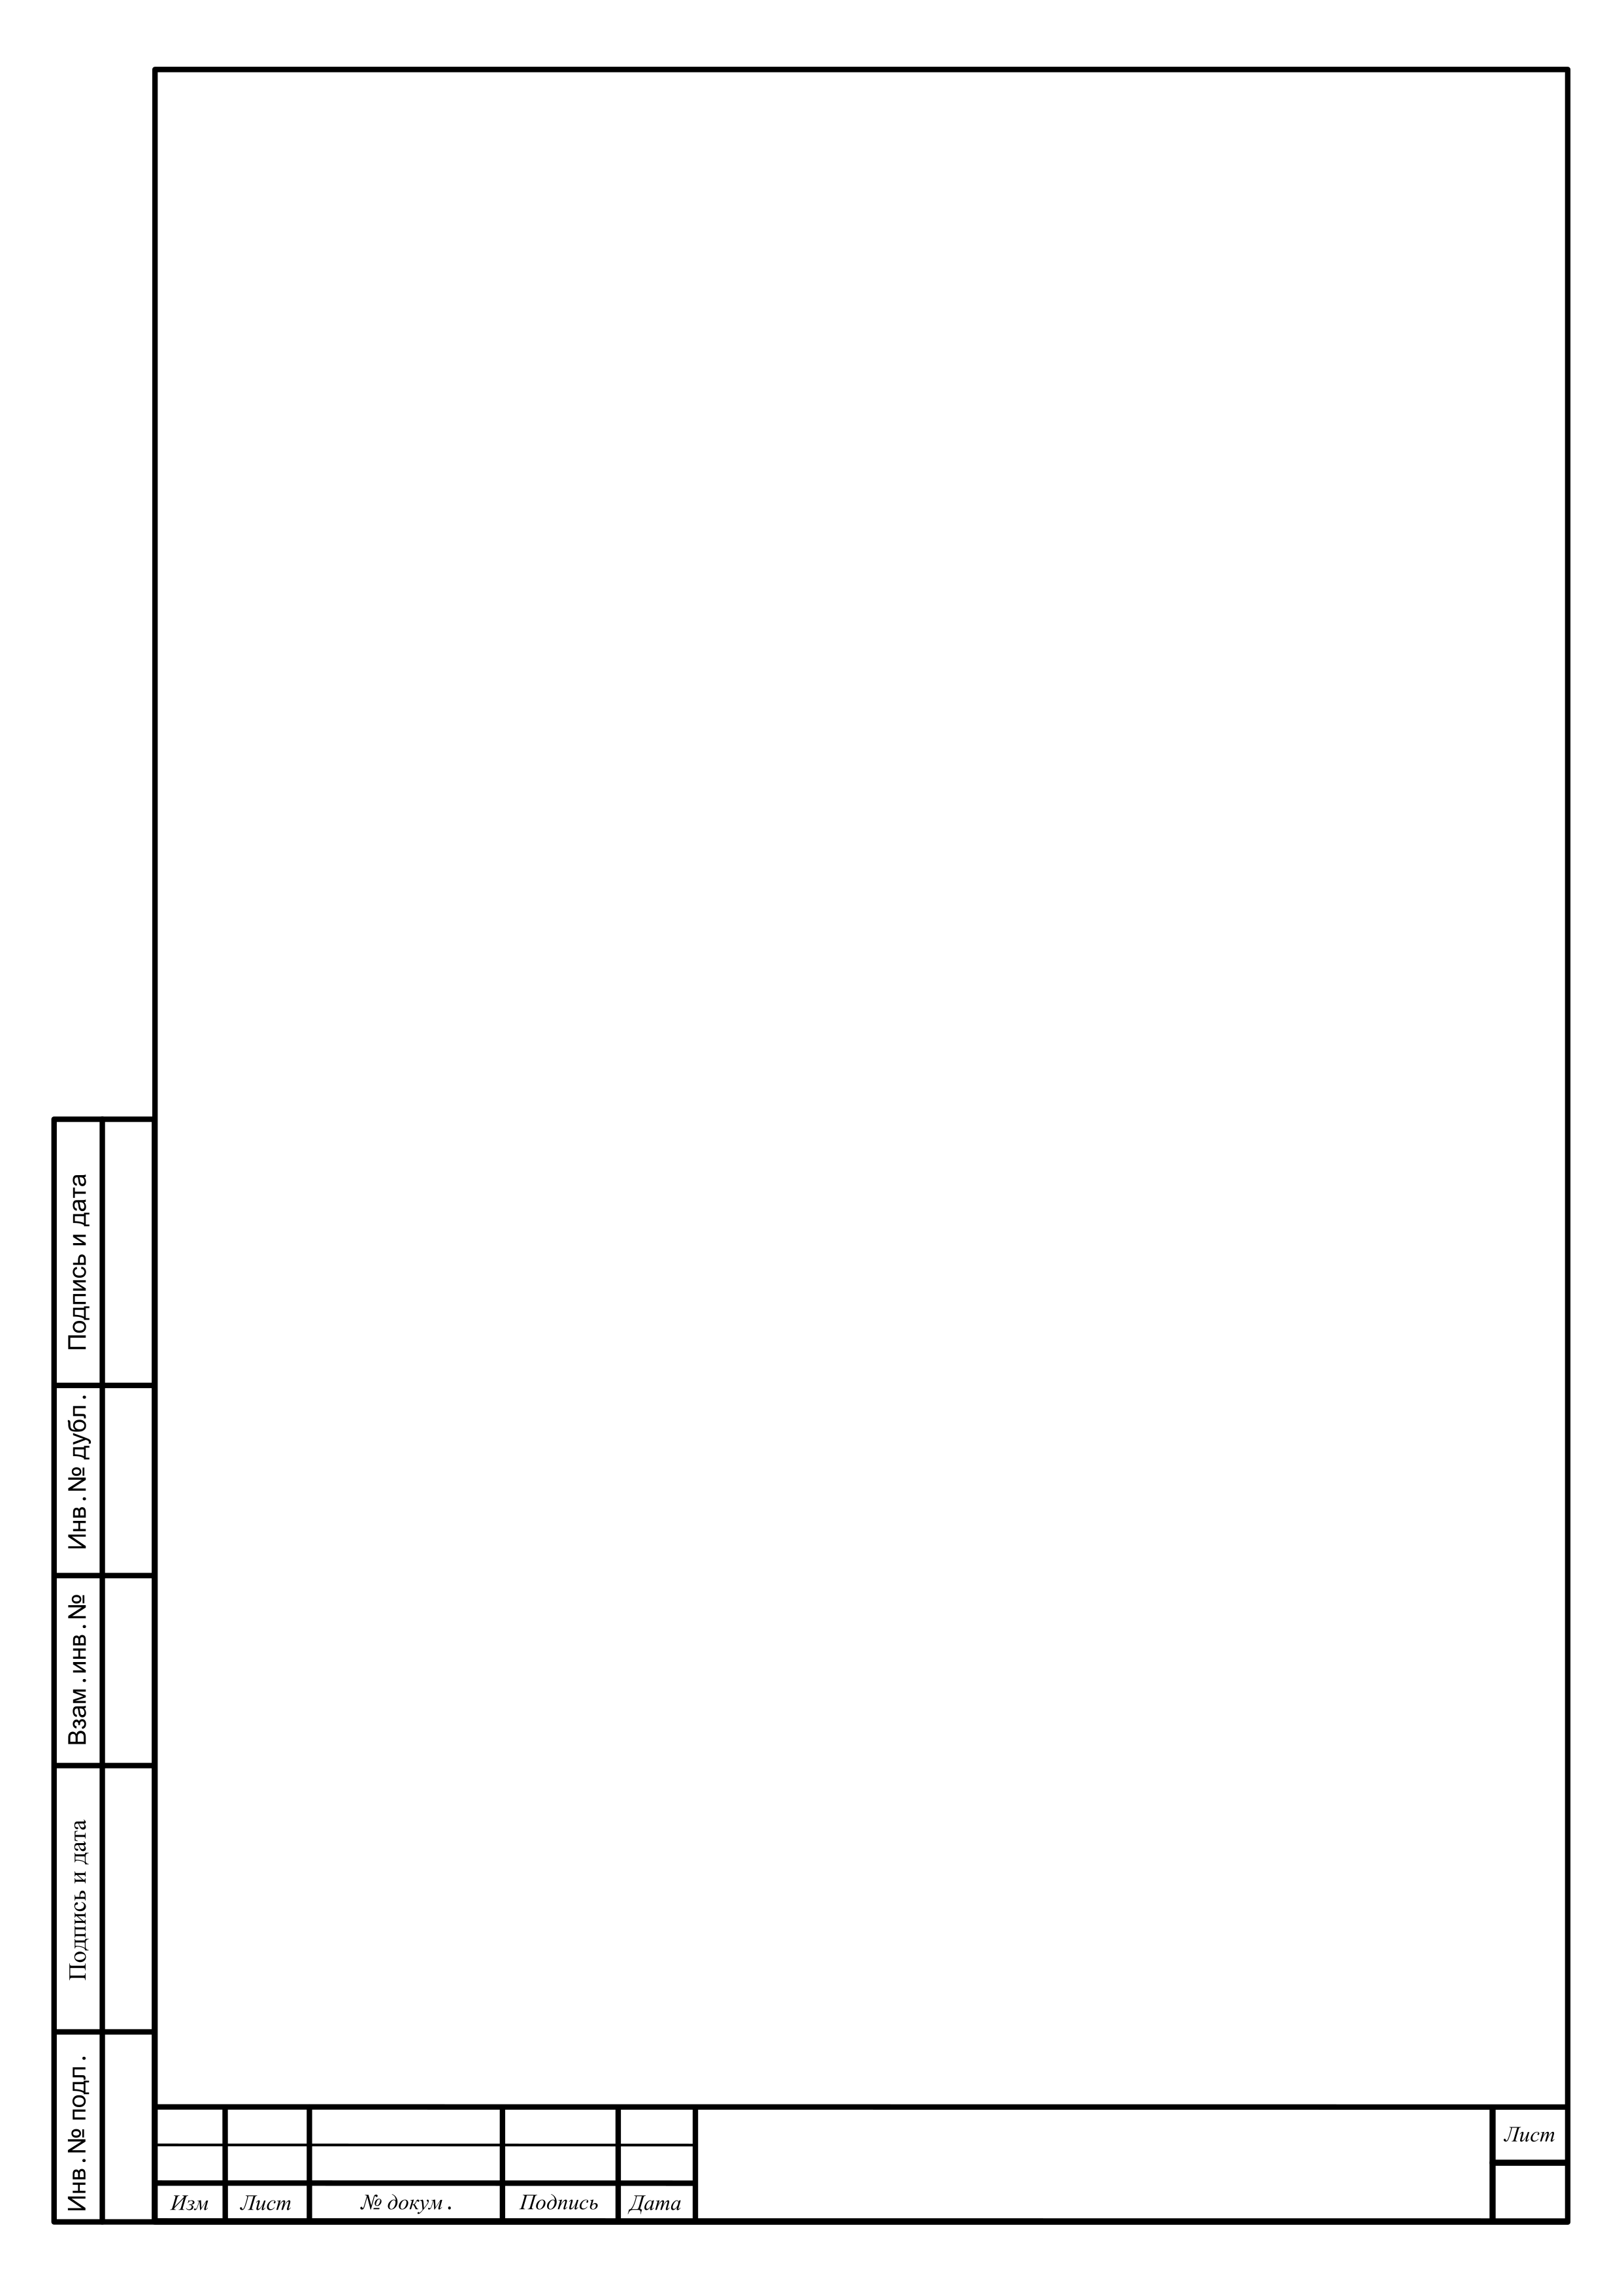 Подпись и дата
Инв.№ дубл.
Взам.инв.№
Подпись и дата
Инв.№ подл.
Лист
Изм Лист № докум. Подпись Дата